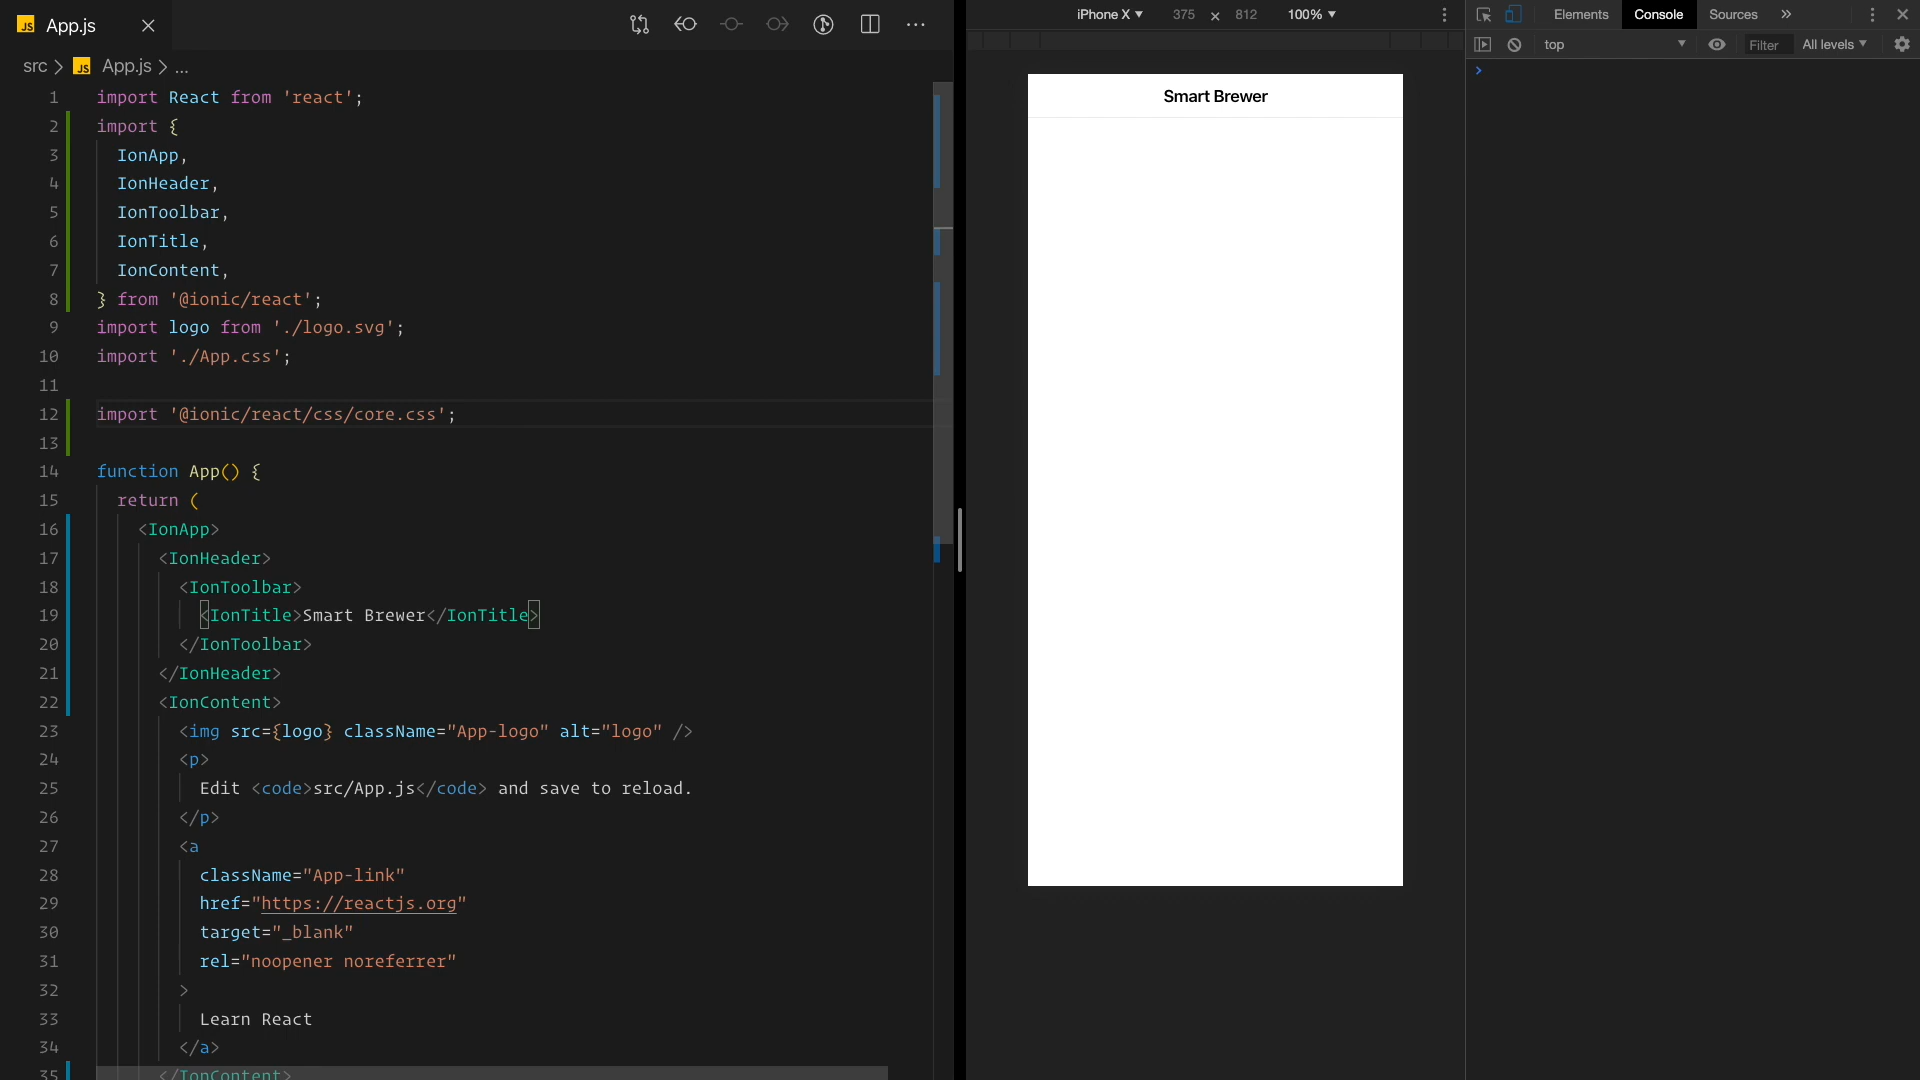 JS App.js
src > JS App.js > ...
1 import React from 'react';
2 import {
3 IonApp,
4 IonHeader,
5 IonToolbar,
6 IonTitle,
7 IonContent,
8 } from '@ionic/react';
9 import logo from './logo.svg';
10 import './App.css';
11
12 import '@ionic/react/css/core.css';
13
14 function App() {
15 return (
16 <IonApp>
17 <IonHeader>
18 <IonToolbar>
19 <IonTitle>Smart Brewer</IonTitle>
20 </IonToolbar>
21 </IonHeader>
22 <IonContent>
23 <img src={logo} className="App-logo" alt="logo" />
24 <p>
25 Edit <code>src/App.js</code> and save to reload.
26 </p>
27 <a
28 className="App-link"
29 href="https://reactjs.org"
30 target="_blank"
31 rel="noopener noreferrer"
32 >
33 Learn React
34 </a>
35 </IonContent>
iPhone X 375 × 812 100%
Smart Brewer
Elements Console Sources »
top Filter All levels